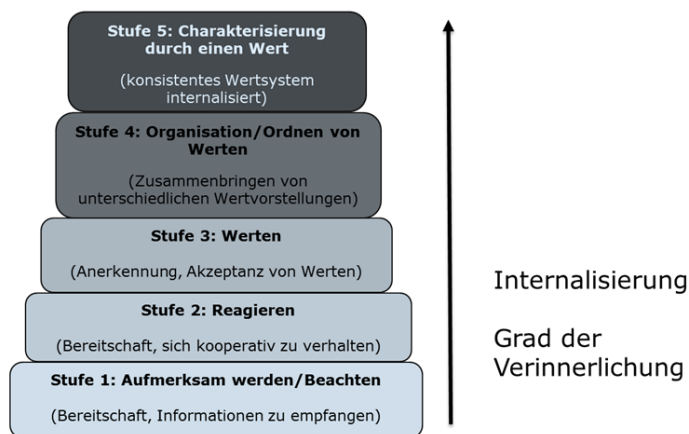 Stufe 5: Charakterisierung
durch einen Wert
(konsistentes Wertsystem
internalisiert)
Stufe 4: Organisation/Ordnen von
Werten
(Zusammenbringen von
unterschiedlichen Wertvorstellungen)
Stufe 3: Werten
(Anerkennung, Akzeptanz von Werten)
Stufe 2: Reagieren
(Bereitschaft, sich kooperativ zu verhalten)
Stufe 1: Aufmerksam werden/Beachten
(Bereitschaft, Informationen zu empfangen)
Internalisierung
Grad der
Verinnerlichung